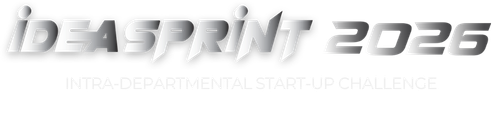 IDEASPRINT 2026
INTRA-DEPARTMENTAL START-UP CHALLENGE